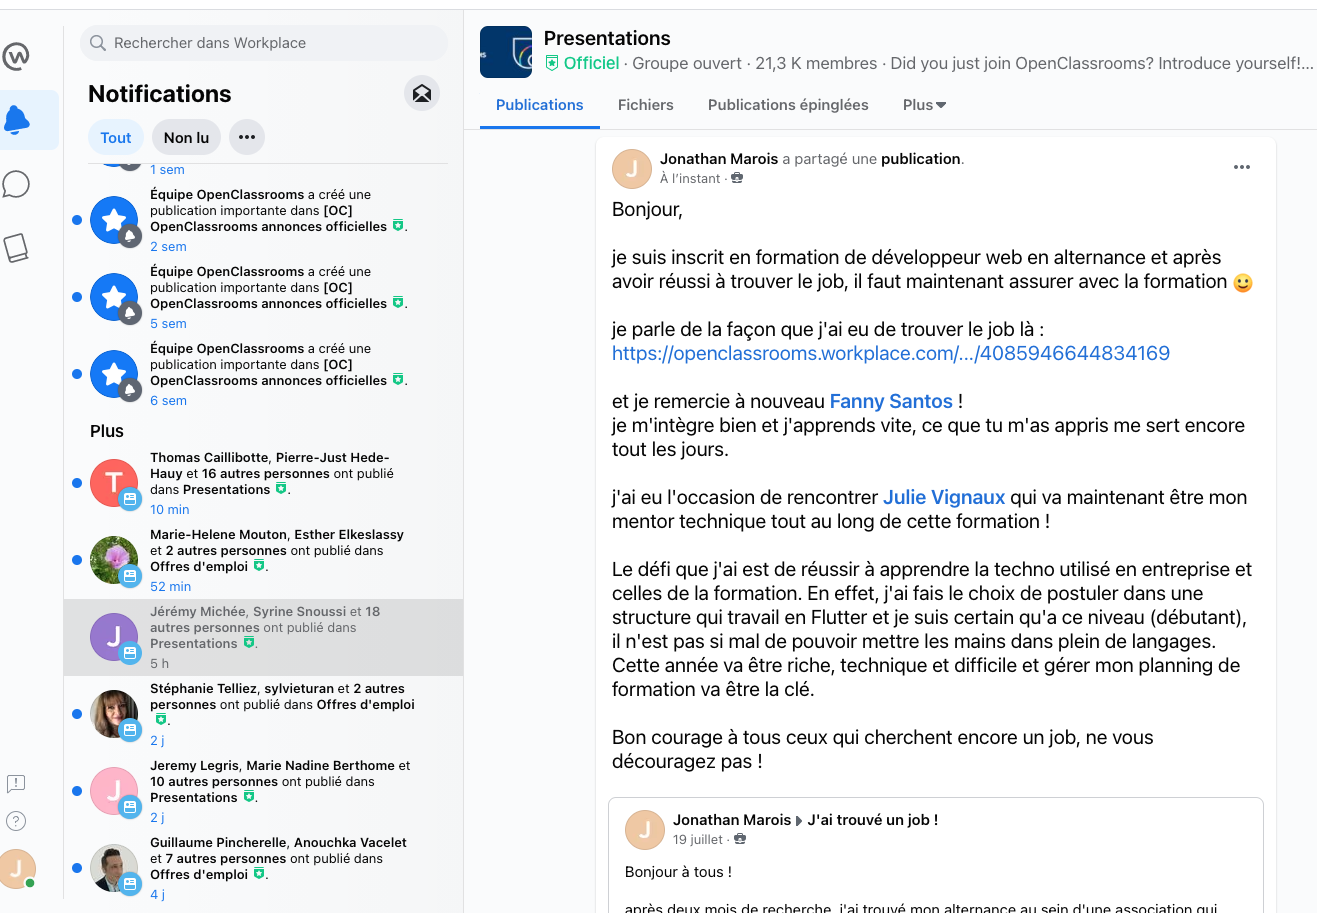 Rechercher dans Workplace
Notifications
Tout
Non lu
1 sem
Équipe OpenClassrooms a créé une
publication importante dans [OC]
OpenClassrooms annonces officielles.
2 sem
Équipe OpenClassrooms a créé une
publication importante dans [OC]
OpenClassrooms annonces officielles.
5 sem
Équipe OpenClassrooms a créé une
publication importante dans [OC]
OpenClassrooms annonces officielles.
6 sem
Plus
T
Thomas Caillibotte, Pierre-Just Hede-
Hauy et 16 autres personnes ont publié
dans Presentations.
10 min
Marie-Helene Mouton, Esther Elkeslassy
et 2 autres personnes ont publié dans
Offres d'emploi.
52 min
J
Jérémy Michée, Syrine Snoussi et 18
autres personnes ont publié dans
Presentations.
5 h
Stéphanie Telliez, sylvieturan et 2 autres
personnes ont publié dans Offres d'emploi
.
2 j
J
Jeremy Legris, Marie Nadine Berthome et
10 autres personnes ont publié dans
Presentations.
2 j
Guillaume Pincherelle, Anouchka Vacelet
et 7 autres personnes ont publié dans
Offres d'emploi.
4 j
J
Presentations
Officiel · Groupe ouvert · 21,3 K membres · Did you just join OpenClassrooms? Introduce yourself!...
Publications
Fichiers
Publications épinglées
Plus
J
Jonathan Marois a partagé une publication.
À l'instant ·
Bonjour,
je suis inscrit en formation de développeur web en alternance et après
avoir réussi à trouver le job, il faut maintenant assurer avec la formation 🙂
je parle de la façon que j'ai eu de trouver le job là :
https://openclassrooms.workplace.com/.../4085946644834169
et je remercie à nouveau Fanny Santos !
je m'intègre bien et j'apprends vite, ce que tu m'as appris me sert encore
tout les jours.
j'ai eu l'occasion de rencontrer Julie Vignaux qui va maintenant être mon
mentor technique tout au long de cette formation !
Le défi que j'ai est de réussir à apprendre la techno utilisé en entreprise et
celles de la formation. En effet, j'ai fais le choix de postuler dans une
structure qui travail en Flutter et je suis certain qu'a ce niveau (débutant),
il n'est pas si mal de pouvoir mettre les mains dans plein de langages.
Cette année va être riche, technique et difficile et gérer mon planning de
formation va être la clé.
Bon courage à tous ceux qui cherchent encore un job, ne vous
découragez pas !
J
Jonathan Marois J'ai trouvé un job !
19 juillet ·
Bonjour à tous !
après deux mois de recherche, j'ai trouvé mon alternance au sein d'une association qui